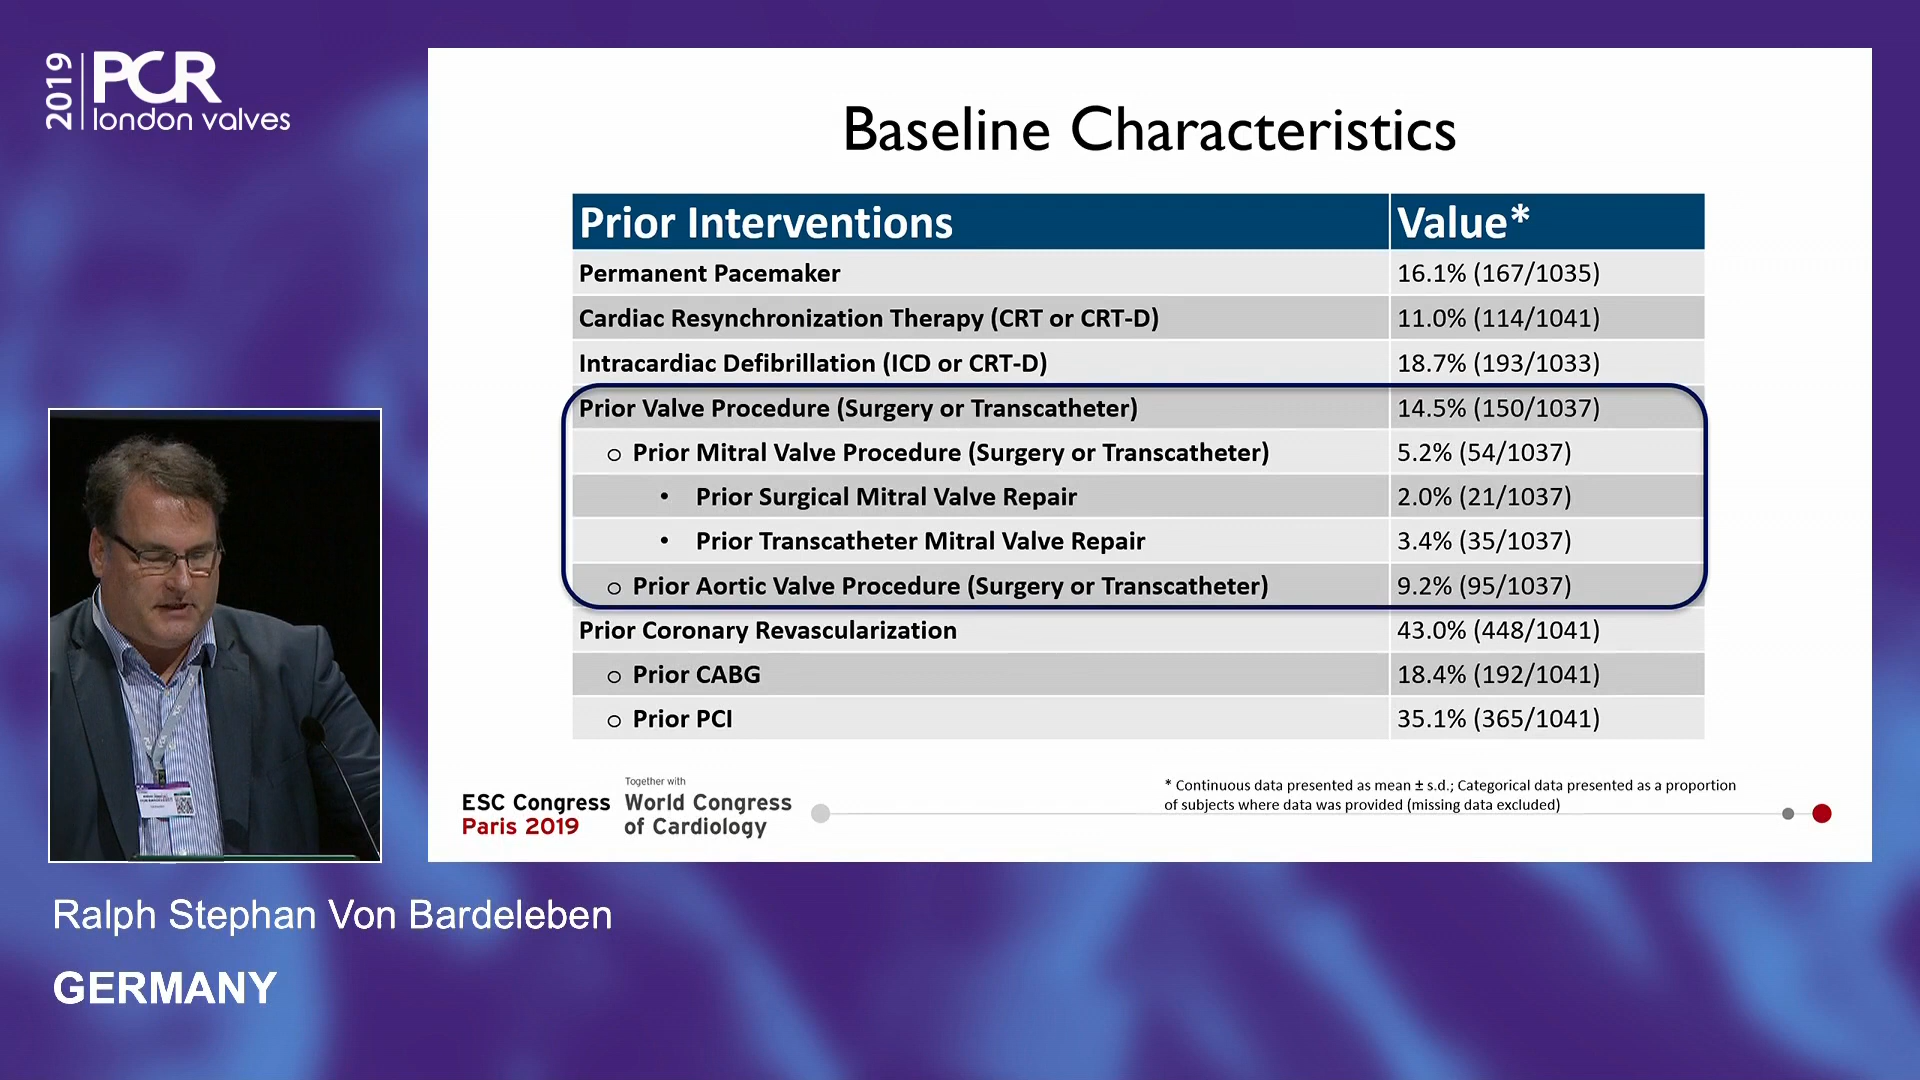 2019
PCR
london valves
Baseline Characteristics
Prior Interventions Value*
Permanent Pacemaker 16.1% (167/1035)
Cardiac Resynchronization Therapy (CRT or CRT-D) 11.0% (114/1041)
Intracardiac Defibrillation (ICD or CRT-D) 18.7% (193/1033)
Prior Valve Procedure (Surgery or Transcatheter) 14.5% (150/1037)
o Prior Mitral Valve Procedure (Surgery or Transcatheter) 5.2% (54/1037)
• Prior Surgical Mitral Valve Repair 2.0% (21/1037)
• Prior Transcatheter Mitral Valve Repair 3.4% (35/1037)
o Prior Aortic Valve Procedure (Surgery or Transcatheter) 9.2% (95/1037)
Prior Coronary Revascularization 43.0% (448/1041)
o Prior CABG 18.4% (192/1041)
o Prior PCI 35.1% (365/1041)
* Continuous data presented as mean ± s.d.; Categorical data presented as a proportion
of subjects where data was provided (missing data excluded)
ESC Congress
Paris 2019
Together with
World Congress
of Cardiology
Ralph Stephan Von Bardeleben
GERMANY